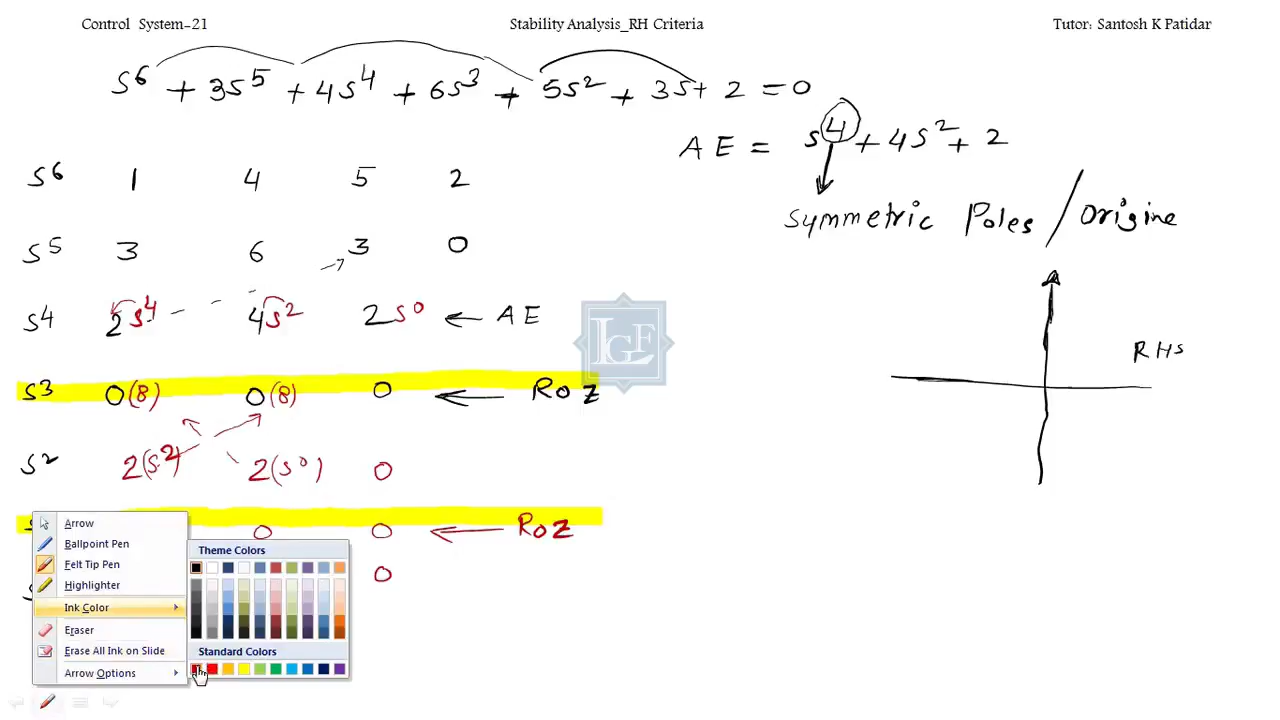 Control System-21 Stability Analysis_RH Criteria Tutor: Santosh K Patidar
s⁶ + 3s⁵ + 4s⁴ + 6s³ + 5s² + 3s + 2 = 0
AE = s⁴ + 4s² + 2
s⁶ 1 4 5 2
Symmetric Poles / Origine
s⁵ 3 6 3 0
s⁴ 2s⁴ 4s² 2s⁰ ← AE
LGF
RHS
s³ 0(8) 0(8) 0 ← ROZ
s² 2(s²) 2(s⁰) 0
0 0 ← ROZ
0
Arrow
Ballpoint Pen
Felt Tip Pen
Highlighter
Ink Color
Eraser
Erase All Ink on Slide
Arrow Options
Theme Colors
Standard Colors